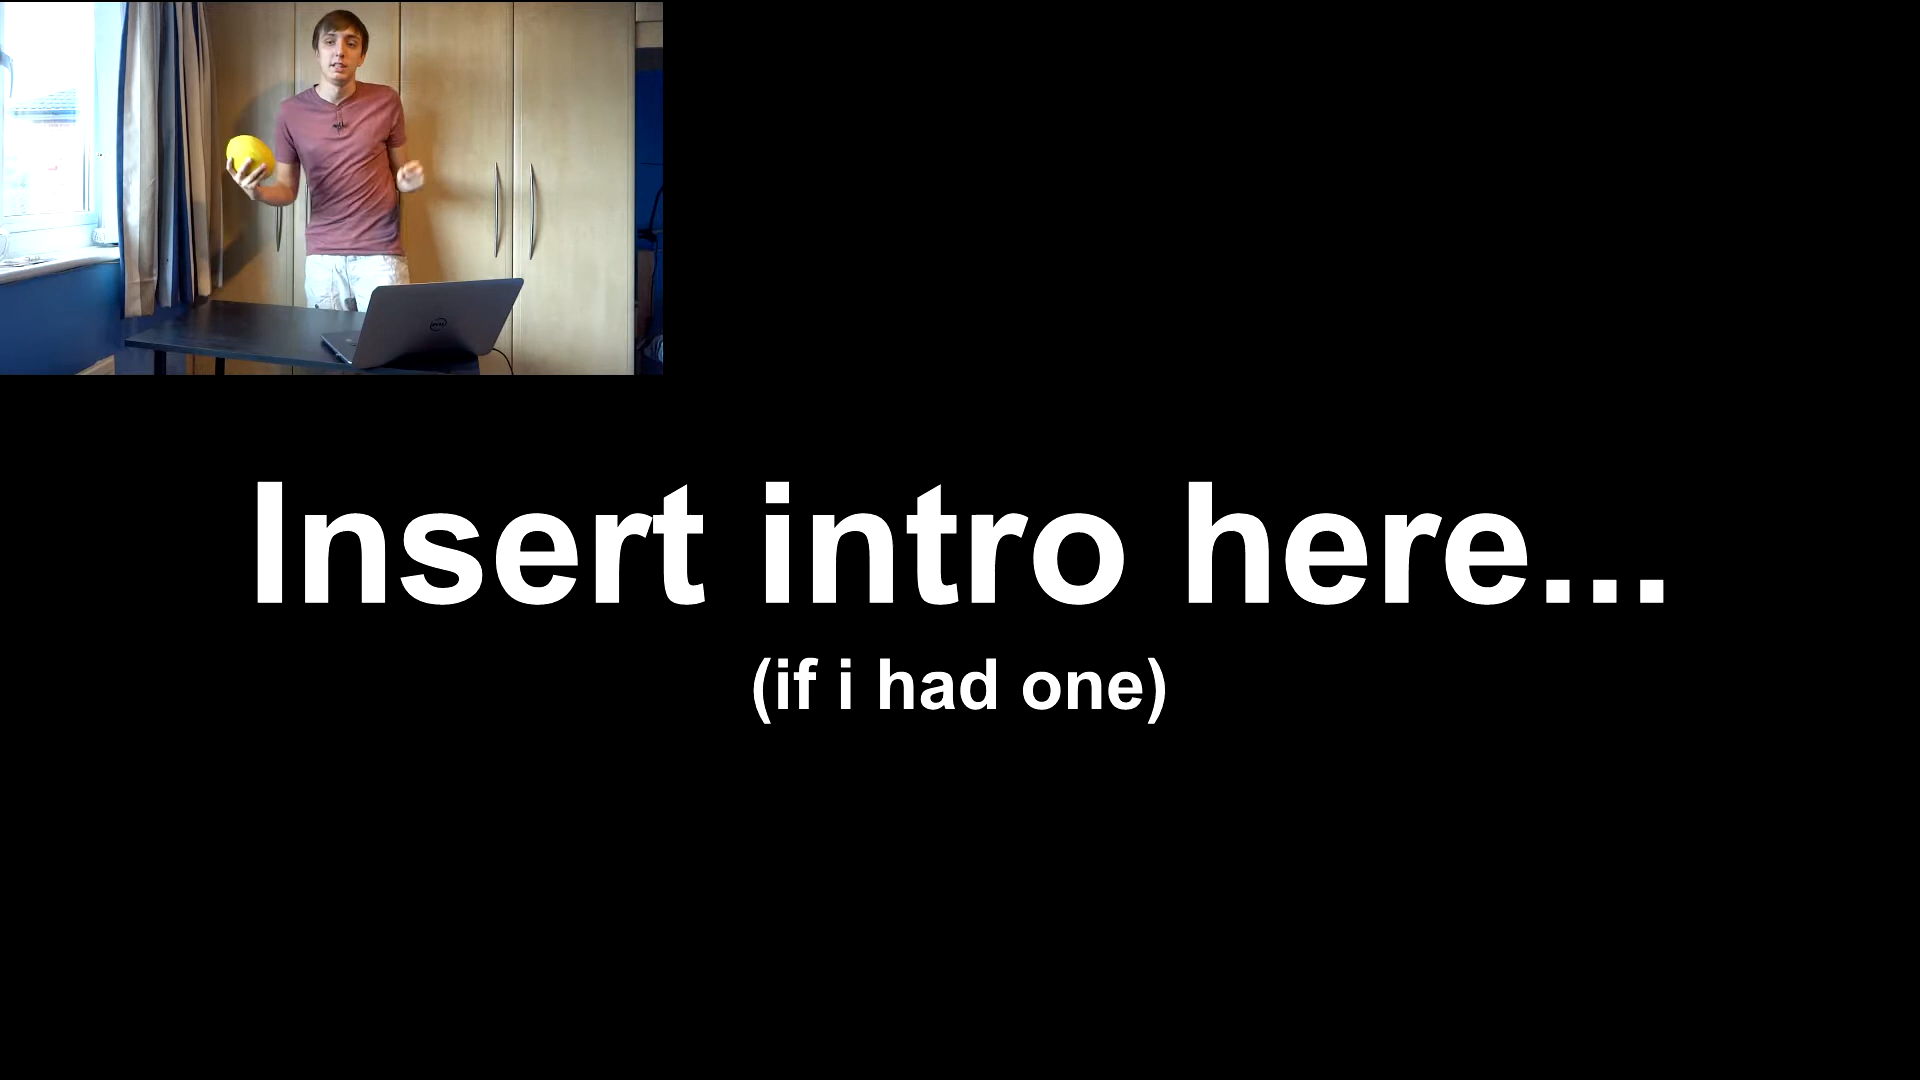 Insert intro here...
(if i had one)